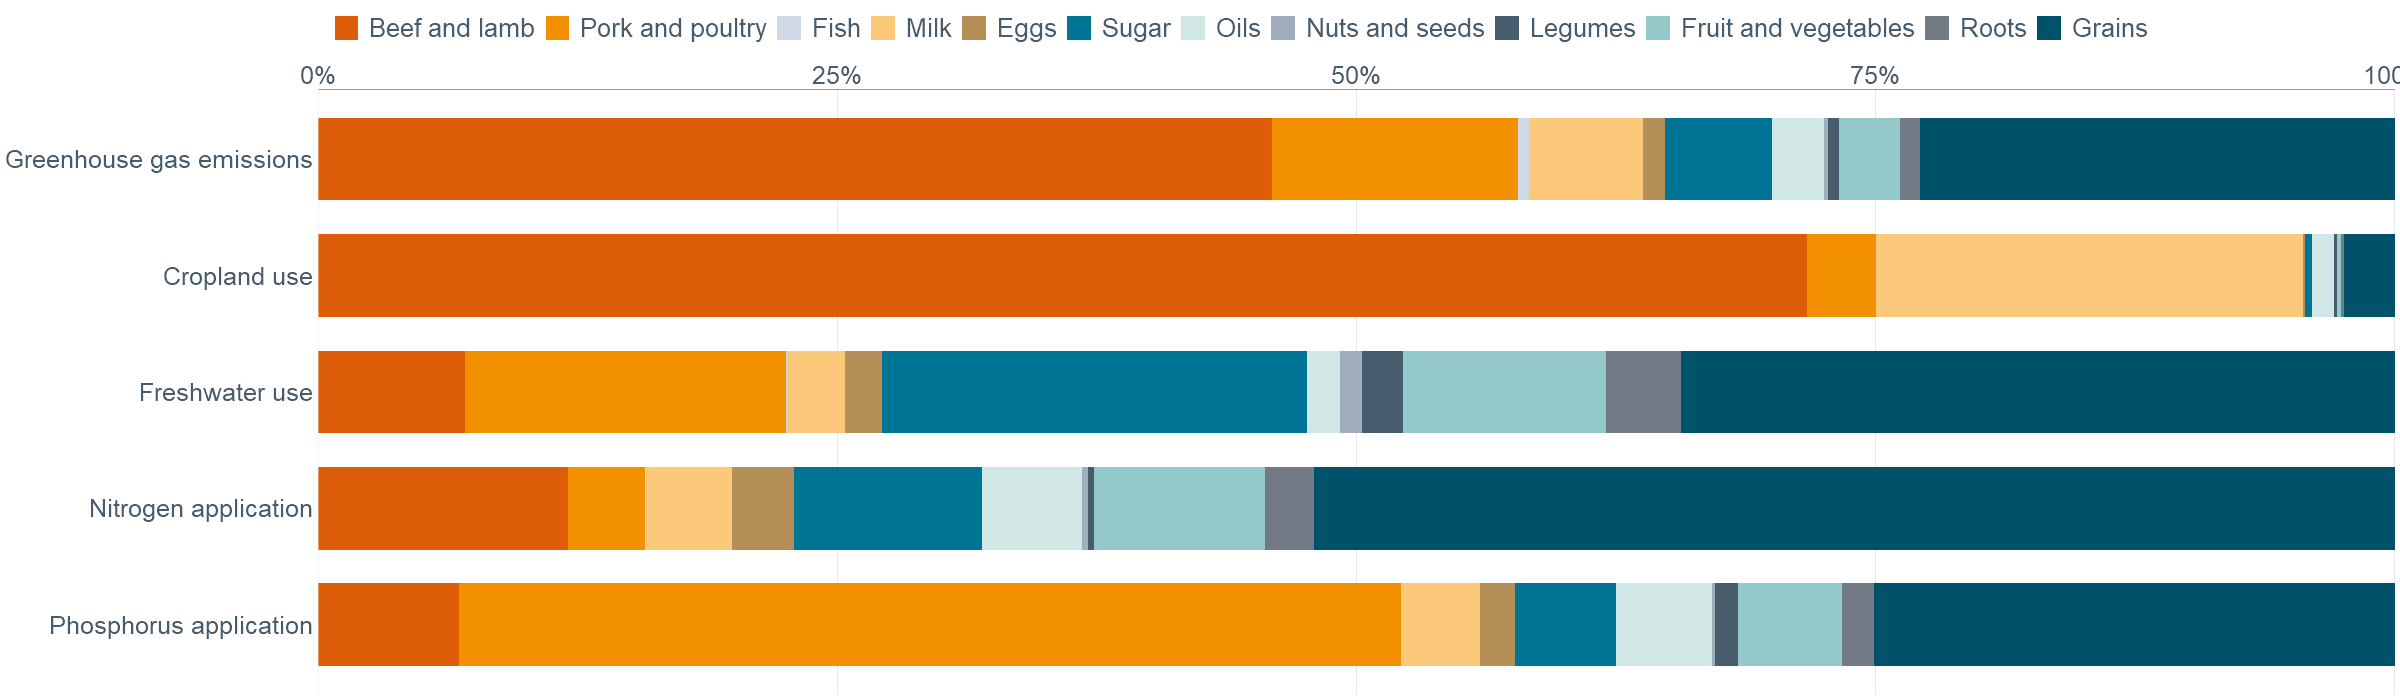 Beef and lamb Pork and poultry Fish Milk Eggs Sugar Oils Nuts and seeds Legumes Fruit and vegetables Roots Grains
0% 25% 50% 75% 100
Greenhouse gas emissions
Cropland use
Freshwater use
Nitrogen application
Phosphorus application